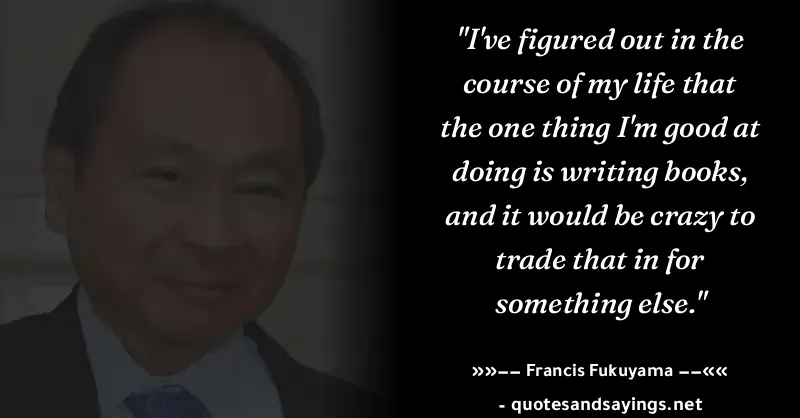 "I've figured out in the
course of my life that
the one thing I'm good at
doing is writing books,
and it would be crazy to
trade that in for
something else."
»»−− Francis Fukuyama −−««
- quotesandsayings.net